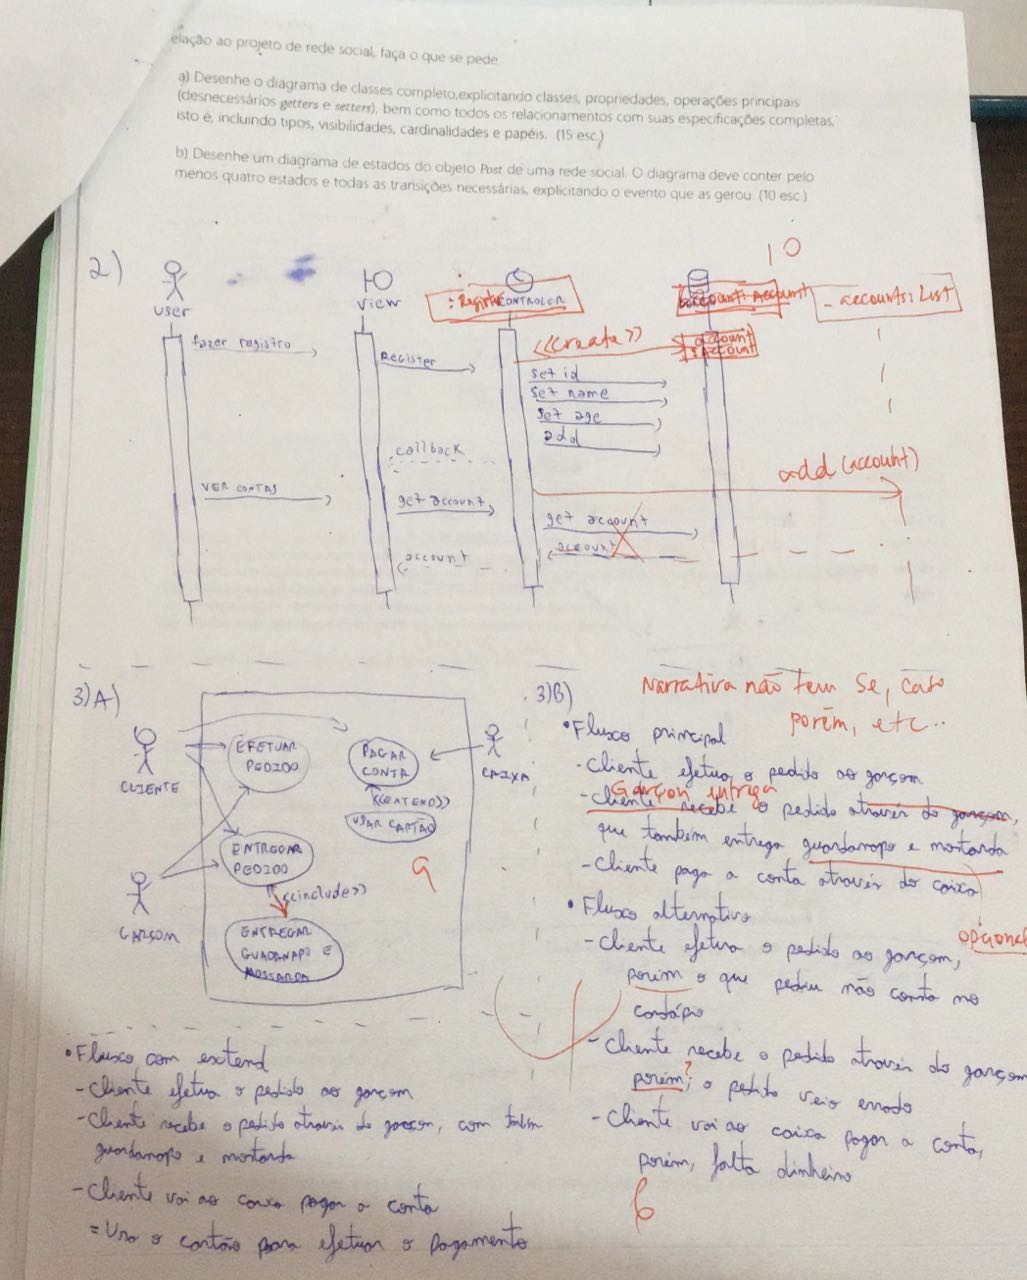 elação ao projeto de rede social, faça o que se pede.
a) Desenhe o diagrama de classes completo,explicitando classes, propriedades, operações principais
(desnecessários getters e setters), bem como todos os relacionamentos com suas especificações completas,
isto é, incluindo tipos, visibilidades, cardinalidades e papéis. (15 esc.)
b) Desenhe um diagrama de estados do objeto Post de uma rede social. O diagrama deve conter pelo
menos quatro estados e todas as transições necessárias, explicitando o evento que as gerou. (10 esc.)
2)
10
USER
view
: Register CONTROLER
account: Account
- accounts: List
fazer registro
<<create>>
account
: Account
Register
set id
set name
set age
add
callback
add (account)
VER CONTAS
get account
get account
account
account
3)A)
CLIENTE
EFETUAR
PEDIDO
PAGAR
CONTA
CAIXA
<<EXTEND>>
USAR CARTÃO
ENTREGAR
PEDIDO
9
<<include>>
GARÇOM
ENTREGAR
GUADRNAPO E
MOSTARDA
3)B)
Narrativa não tem se, caso
porém, etc..
• Fluxo principal
- Cliente efetua o pedido ao garçom
Garçon entrega
- Cliente recebe o pedido através do garçom,
que também entrega guardanapo e mostarda
- Cliente paga a conta através do caixa
• Fluxo alternativo
opcional
- Cliente efetua o pedido ao garçom,
porém o que pediu não consta no
cardápio
- Cliente recebe o pedido através do garçom
?
porém, o pedido veio errado
- Cliente vai ao caixa pagar a conta,
porém, falta dinheiro
6
• Fluxo com extend
- Cliente efetua o pedido ao garçom
- Cliente recebe o pedido através do garçom, com
guardanapo e mostarda
- Cliente vai ao caixa pagar a conta
= Usa o cartão para efetuar o pagamento